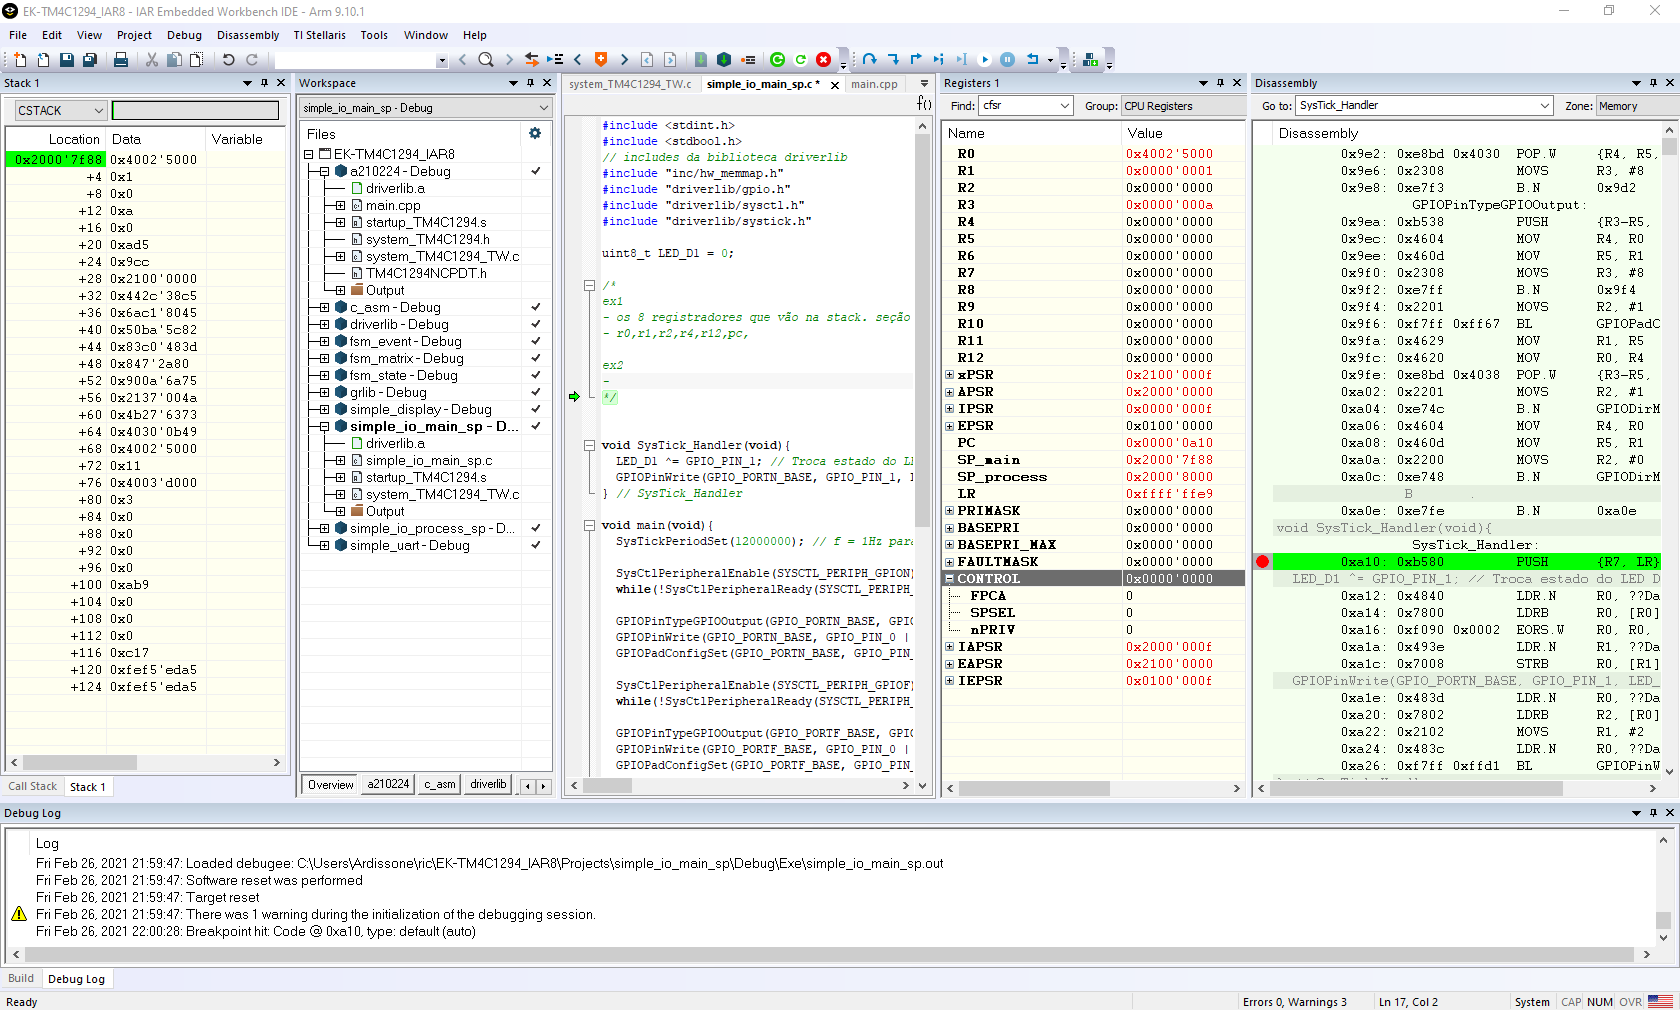 EK-TM4C1294_IAR8 - IAR Embedded Workbench IDE - Arm 9.10.1
File Edit View Project Debug Disassembly TI Stellaris Tools Window Help
Stack 1
CSTACK
Location Data Variable
0x2000'7f88 0x4002'5000
+4 0x1
+8 0x0
+12 0xa
+16 0x0
+20 0xad5
+24 0x9cc
+28 0x2100'0000
+32 0x442c'38c5
+36 0x6ac1'8045
+40 0x50ba'5c82
+44 0x83c0'483d
+48 0x847'2a80
+52 0x900a'6a75
+56 0x2137'004a
+60 0x4b27'6373
+64 0x4030'0b49
+68 0x4002'5000
+72 0x11
+76 0x4003'd000
+80 0x3
+84 0x0
+88 0x0
+92 0x0
+96 0x0
+100 0xab9
+104 0x0
+108 0x0
+112 0x0
+116 0xc17
+120 0xfef5'eda5
+124 0xfef5'eda5
Call Stack Stack 1
Workspace
simple_io_main_sp - Debug
Files
EK-TM4C1294_IAR8
a210224 - Debug
driverlib.a
main.cpp
startup_TM4C1294.s
system_TM4C1294.h
system_TM4C1294_TW.c
TM4C1294NCPDT.h
Output
c_asm - Debug
driverlib - Debug
fsm_event - Debug
fsm_matrix - Debug
fsm_state - Debug
grlib - Debug
simple_display - Debug
simple_io_main_sp - D...
driverlib.a
simple_io_main_sp.c
startup_TM4C1294.s
system_TM4C1294_TW.c
Output
simple_io_process_sp - D...
simple_uart - Debug
Overview a210224 c_asm driverlib
system_TM4C1294_TW.c simple_io_main_sp.c * main.cpp
f()
#include <stdint.h>
#include <stdbool.h>
// includes da biblioteca driverlib
#include "inc/hw_memmap.h"
#include "driverlib/gpio.h"
#include "driverlib/sysctl.h"
#include "driverlib/systick.h"
uint8_t LED_D1 = 0;
/*
ex1
- os 8 registradores que vão na stack. seção
- r0,r1,r2,r4,r12,pc,
ex2
-
*/
void SysTick_Handler(void){
LED_D1 ^= GPIO_PIN_1; // Troca estado do LE
GPIOPinWrite(GPIO_PORTN_BASE, GPIO_PIN_1, I
} // SysTick_Handler
void main(void){
SysTickPeriodSet(12000000); // f = 1Hz para
SysCtlPeripheralEnable(SYSCTL_PERIPH_GPION)
while(!SysCtlPeripheralReady(SYSCTL_PERIPH_
GPIOPinTypeGPIOOutput(GPIO_PORTN_BASE, GPIO
GPIOPinWrite(GPIO_PORTN_BASE, GPIO_PIN_0 |
GPIOPadConfigSet(GPIO_PORTN_BASE, GPIO_PIN_
SysCtlPeripheralEnable(SYSCTL_PERIPH_GPIOF)
while(!SysCtlPeripheralReady(SYSCTL_PERIPH_
GPIOPinTypeGPIOOutput(GPIO_PORTF_BASE, GPIO
GPIOPinWrite(GPIO_PORTF_BASE, GPIO_PIN_0 |
GPIOPadConfigSet(GPIO_PORTF_BASE, GPIO_PIN_
Registers 1
Find: cfsr Group: CPU Registers
Name Value
R0 0x4002'5000
R1 0x0000'0001
R2 0x0000'0000
R3 0x0000'000a
R4 0x0000'0000
R5 0x0000'0000
R6 0x0000'0000
R7 0x0000'0000
R8 0x0000'0000
R9 0x0000'0000
R10 0x0000'0000
R11 0x0000'0000
R12 0x0000'0000
xPSR 0x2100'000f
APSR 0x2000'0000
IPSR 0x0000'000f
EPSR 0x0100'0000
PC 0x0000'0a10
SP_main 0x2000'7f88
SP_process 0x2000'8000
LR 0xffff'ffe9
PRIMASK 0x0000'0000
BASEPRI 0x0000'0000
BASEPRI_MAX 0x0000'0000
FAULTMASK 0x0000'0000
CONTROL 0x0000'0000
FPCA 0
SPSEL 0
nPRIV 0
IAPSR 0x2000'000f
EAPSR 0x2100'0000
IEPSR 0x0100'000f
Disassembly
Go to: SysTick_Handler Zone: Memory
Disassembly
0x9e2: 0xe8bd 0x4030 POP.W {R4, R5,
0x9e6: 0x2308 MOVS R3, #8
0x9e8: 0xe7f3 B.N 0x9d2
GPIOPinTypeGPIOOutput:
0x9ea: 0xb538 PUSH {R3-R5,
0x9ec: 0x4604 MOV R4, R0
0x9ee: 0x460d MOV R5, R1
0x9f0: 0x2308 MOVS R3, #8
0x9f2: 0xe7ff B.N 0x9f4
0x9f4: 0x2201 MOVS R2, #1
0x9f6: 0xf7ff 0xff67 BL GPIOPadC
0x9fa: 0x4629 MOV R1, R5
0x9fc: 0x4620 MOV R0, R4
0x9fe: 0xe8bd 0x4038 POP.W {R3-R5,
0xa02: 0x2201 MOVS R2, #1
0xa04: 0xe74c B.N GPIODirM
0xa06: 0x4604 MOV R4, R0
0xa08: 0x460d MOV R5, R1
0xa0a: 0x2200 MOVS R2, #0
0xa0c: 0xe748 B.N GPIODirM
B .
0xa0e: 0xe7fe B.N 0xa0e
void SysTick_Handler(void){
SysTick_Handler:
0xa10: 0xb580 PUSH {R7, LR}
LED_D1 ^= GPIO_PIN_1; // Troca estado do LED D
0xa12: 0x4840 LDR.N R0, ??Da
0xa14: 0x7800 LDRB R0, [R0]
0xa16: 0xf090 0x0002 EORS.W R0, R0,
0xa1a: 0x493e LDR.N R1, ??Da
0xa1c: 0x7008 STRB R0, [R1]
GPIOPinWrite(GPIO_PORTN_BASE, GPIO_PIN_1, LED_
0xa1e: 0x483d LDR.N R0, ??Da
0xa20: 0x7802 LDRB R2, [R0]
0xa22: 0x2102 MOVS R1, #2
0xa24: 0x483c LDR.N R0, ??Da
0xa26: 0xf7ff 0xffd1 BL GPIOPinW
Debug Log
Log
Fri Feb 26, 2021 21:59:47: Loaded debugee: C:\Users\Ardissone\ric\EK-TM4C1294_IAR8\Projects\simple_io_main_sp\Debug\Exe\simple_io_main_sp.out
Fri Feb 26, 2021 21:59:47: Software reset was performed
Fri Feb 26, 2021 21:59:47: Target reset
Fri Feb 26, 2021 21:59:47: There was 1 warning during the initialization of the debugging session.
Fri Feb 26, 2021 22:00:28: Breakpoint hit: Code @ 0xa10, type: default (auto)
Build Debug Log
Ready Errors 0, Warnings 3 Ln 17, Col 2 System CAP NUM OVR